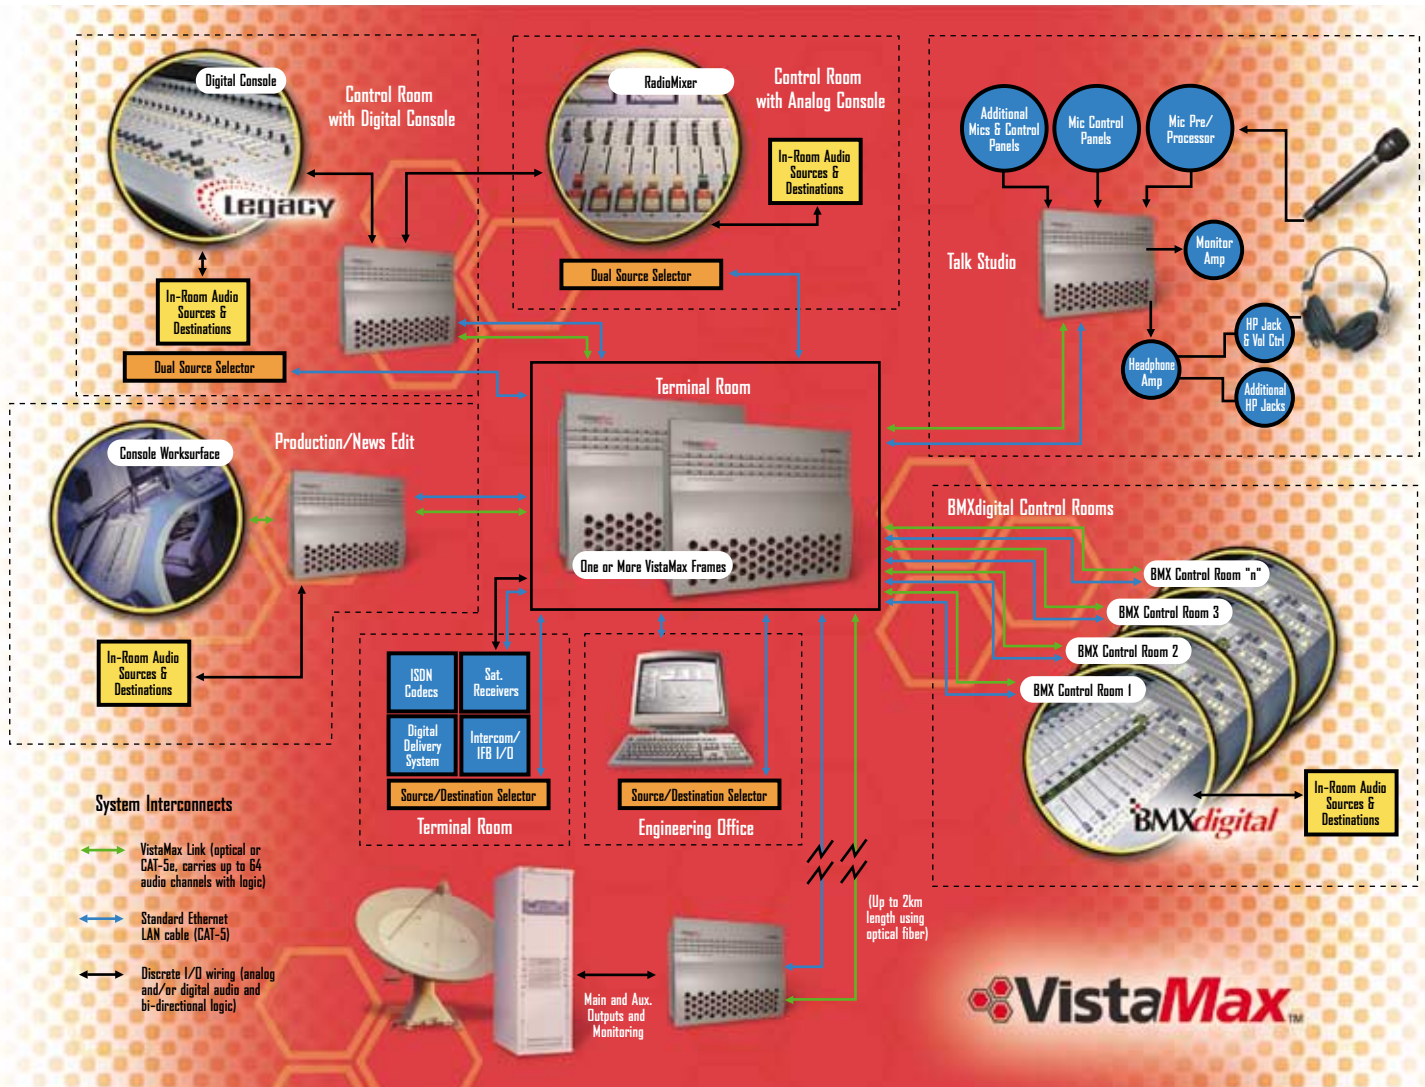 Digital Console
Control Room
with Digital Console
Legacy
In-Room Audio
Sources &
Destinations
Dual Source Selector
RadioMixer
Control Room
with Analog Console
In-Room Audio
Sources &
Destinations
Dual Source Selector
Additional
Mics & Control
Panels
Mic Control
Panels
Mic Pre/
Processor
Talk Studio
Monitor
Amp
HP Jack
& Vol Ctrl
Headphone
Amp
Additional
HP Jacks
Terminal Room
One or More VistaMax Frames
Production/News Edit
Console Worksurface
In-Room Audio
Sources &
Destinations
BMXdigital Control Rooms
BMX Control Room "n"
BMX Control Room 3
BMX Control Room 2
BMX Control Room 1
BMXdigital
In-Room Audio
Sources &
Destinations
ISDN
Codecs
Sat.
Receivers
Digital
Delivery
System
Intercom/
IFB I/O
Source/Destination Selector
Terminal Room
Source/Destination Selector
Engineering Office
System Interconnects
VistaMax Link (optical or
CAT-5e, carries up to 64
audio channels with logic)
Standard Ethernet
LAN cable (CAT-5)
Discrete I/O wiring (analog
and/or digital audio and
bi-directional logic)
Main and Aux.
Outputs and
Monitoring
(Up to 2km
length using
optical fiber)
VistaMax™